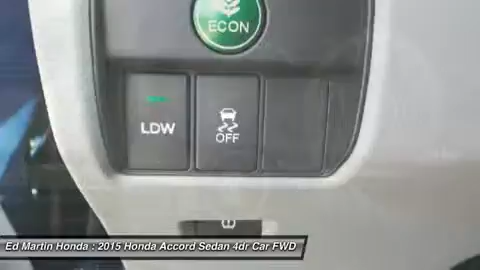 ECON
LDW
OFF
Ed Martin Honda : 2015 Honda Accord Sedan 4dr Car FWD